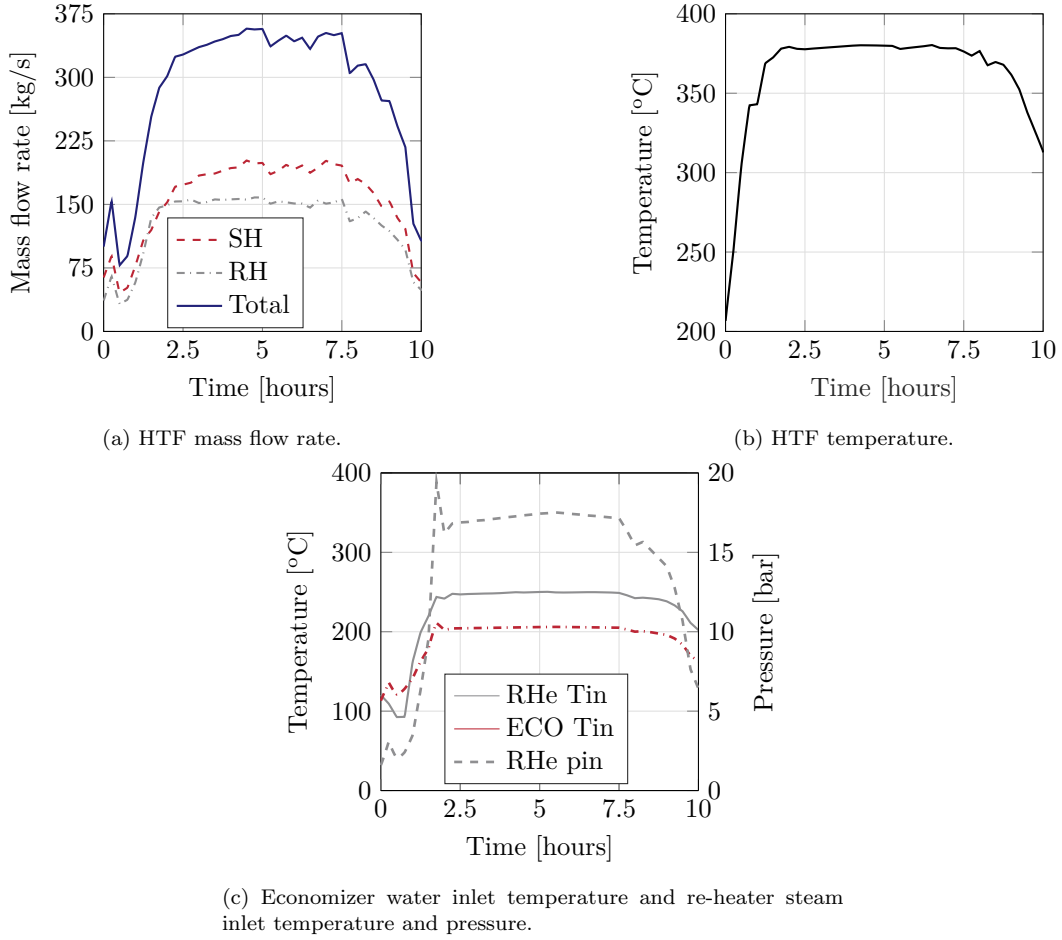 375
300
225
150
75
0
Mass flow rate [kg/s]
SH
RH
Total
0 2.5 5 7.5 10
Time [hours]
(a) HTF mass flow rate.
400
350
300
250
200
Temperature [°C]
0 2.5 5 7.5 10
Time [hours]
(b) HTF temperature.
400
300
200
100
0
Temperature [°C]
20
15
10
5
0
Pressure [bar]
RHe Tin
ECO Tin
RHe pin
0 2.5 5 7.5 10
Time [hours]
(c) Economizer water inlet temperature and re-heater steam
inlet temperature and pressure.